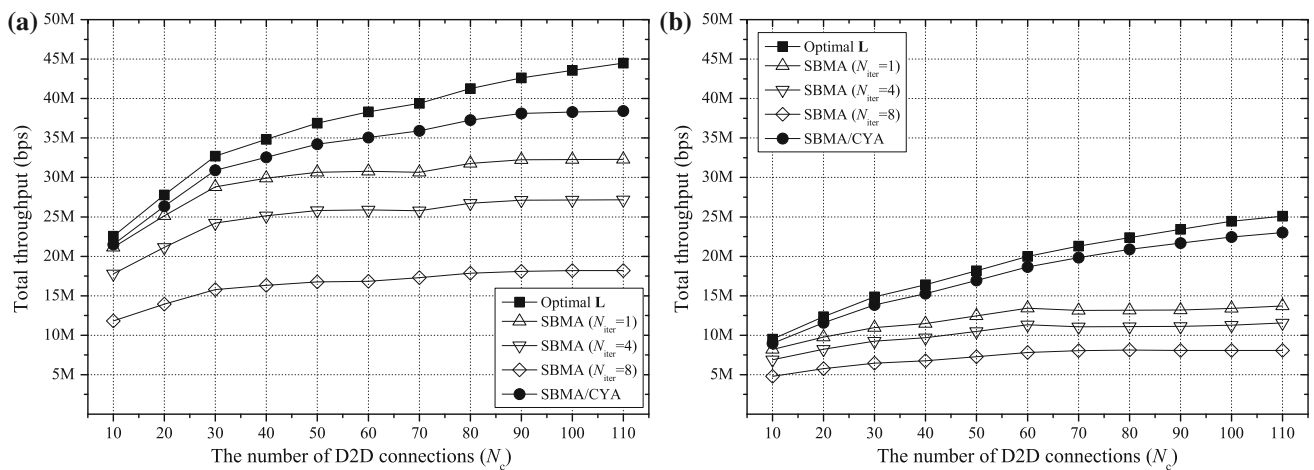 (a)
50M
45M
40M
35M
30M
25M
20M
15M
10M
5M
Total throughput (bps)
Optimal L
SBMA (Niter=1)
SBMA (Niter=4)
SBMA (Niter=8)
SBMA/CYA
10 20 30 40 50 60 70 80 90 100 110
The number of D2D connections (Nc)
(b)
50M
45M
40M
35M
30M
25M
20M
15M
10M
5M
Total throughput (bps)
Optimal L
SBMA (Niter=1)
SBMA (Niter=4)
SBMA (Niter=8)
SBMA/CYA
10 20 30 40 50 60 70 80 90 100 110
The number of D2D connections (Nc)